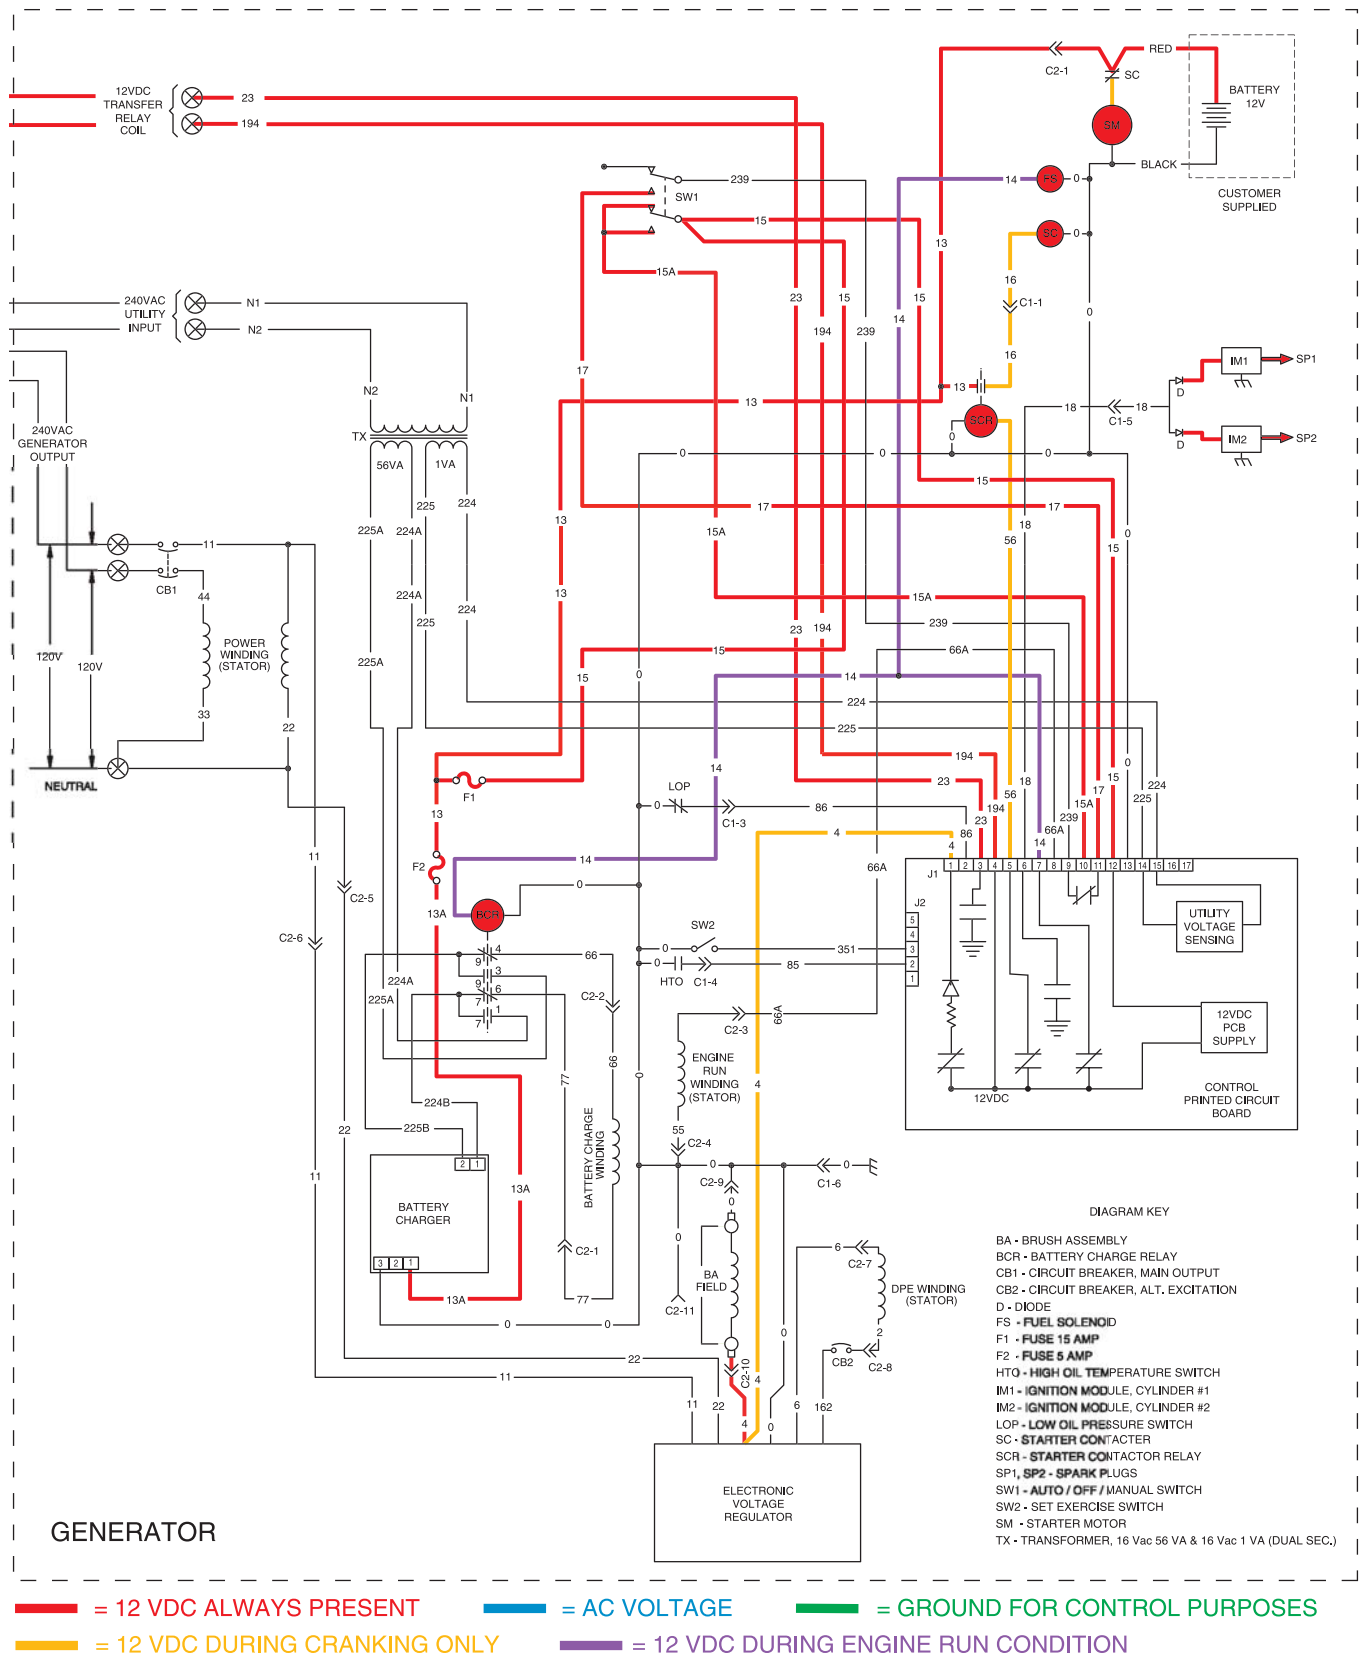 C2-1
RED
SC
BATTERY
12V
SM
BLACK
CUSTOMER
SUPPLIED
12VDC
TRANSFER
RELAY
COIL
23
194
239
SW1
15
14
FS
0
SC
0
13
16
C1-1
16
15A
23
15
15
194
239
14
0
240VAC
UTILITY
INPUT
N1
N2
17
IM1
SP1
D
13
13
SCR
18
C1-5
18
IM2
SP2
D
N2
N1
TX
56VA
1VA
240VAC
GENERATOR
OUTPUT
0
0
0
0
15
225
224
225A
224A
13
15A
17
17
18
56
15
0
11
CB1
44
224A
225
224
13
15A
239
23
194
66A
POWER
WINDING
(STATOR)
120V
120V
225A
15
15
0
14
33
22
224
225
NEUTRAL
14
194
23
18
56
F1
LOP
0
C1-3
86
13
4
4
86
23
194
14
66A
239
15A
17
15
0
225
224
F2
14
0
66A
11
C2-5
C2-6
13A
BCR
J1
1 2 3 4 5 6 7 8 9 10 11 12 13 14 15 16 17
J2
5
4
3
2
1
UTILITY
VOLTAGE
SENSING
SW2
0
351
0
HTO
C1-4
85
4
9
3
9
6
7
1
7
66
C2-2
225A
224A
C2-3
66A
12VDC
PCB
SUPPLY
ENGINE
RUN
WINDING
(STATOR)
66
77
0
4
12VDC
CONTROL
PRINTED CIRCUIT
BOARD
224B
225B
22
11
55
C2-4
BATTERY CHARGE
WINDING
2 1
BATTERY
CHARGER
3 2 1
13A
13A
0
C2-9
0
C1-6
0
0
0
C2-1
77
C2-11
BA
FIELD
6
C2-7
DPE WINDING
(STATOR)
2
CB2
C2-8
0
0
0
22
11
C2-10
4
11
22
4
0
6
162
ELECTRONIC
VOLTAGE
REGULATOR
DIAGRAM KEY
BA - BRUSH ASSEMBLY
BCR - BATTERY CHARGE RELAY
CB1 - CIRCUIT BREAKER, MAIN OUTPUT
CB2 - CIRCUIT BREAKER, ALT. EXCITATION
D - DIODE
FS - FUEL SOLENOID
F1 - FUSE 15 AMP
F2 - FUSE 5 AMP
HTO - HIGH OIL TEMPERATURE SWITCH
IM1 - IGNITION MODULE, CYLINDER #1
IM2 - IGNITION MODULE, CYLINDER #2
LOP - LOW OIL PRESSURE SWITCH
SC - STARTER CONTACTER
SCR - STARTER CONTACTOR RELAY
SP1, SP2 - SPARK PLUGS
SW1 - AUTO / OFF / MANUAL SWITCH
SW2 - SET EXERCISE SWITCH
SM - STARTER MOTOR
TX - TRANSFORMER, 16 Vac 56 VA & 16 Vac 1 VA (DUAL SEC.)
GENERATOR
= 12 VDC ALWAYS PRESENT
= AC VOLTAGE
= GROUND FOR CONTROL PURPOSES
= 12 VDC DURING CRANKING ONLY
= 12 VDC DURING ENGINE RUN CONDITION